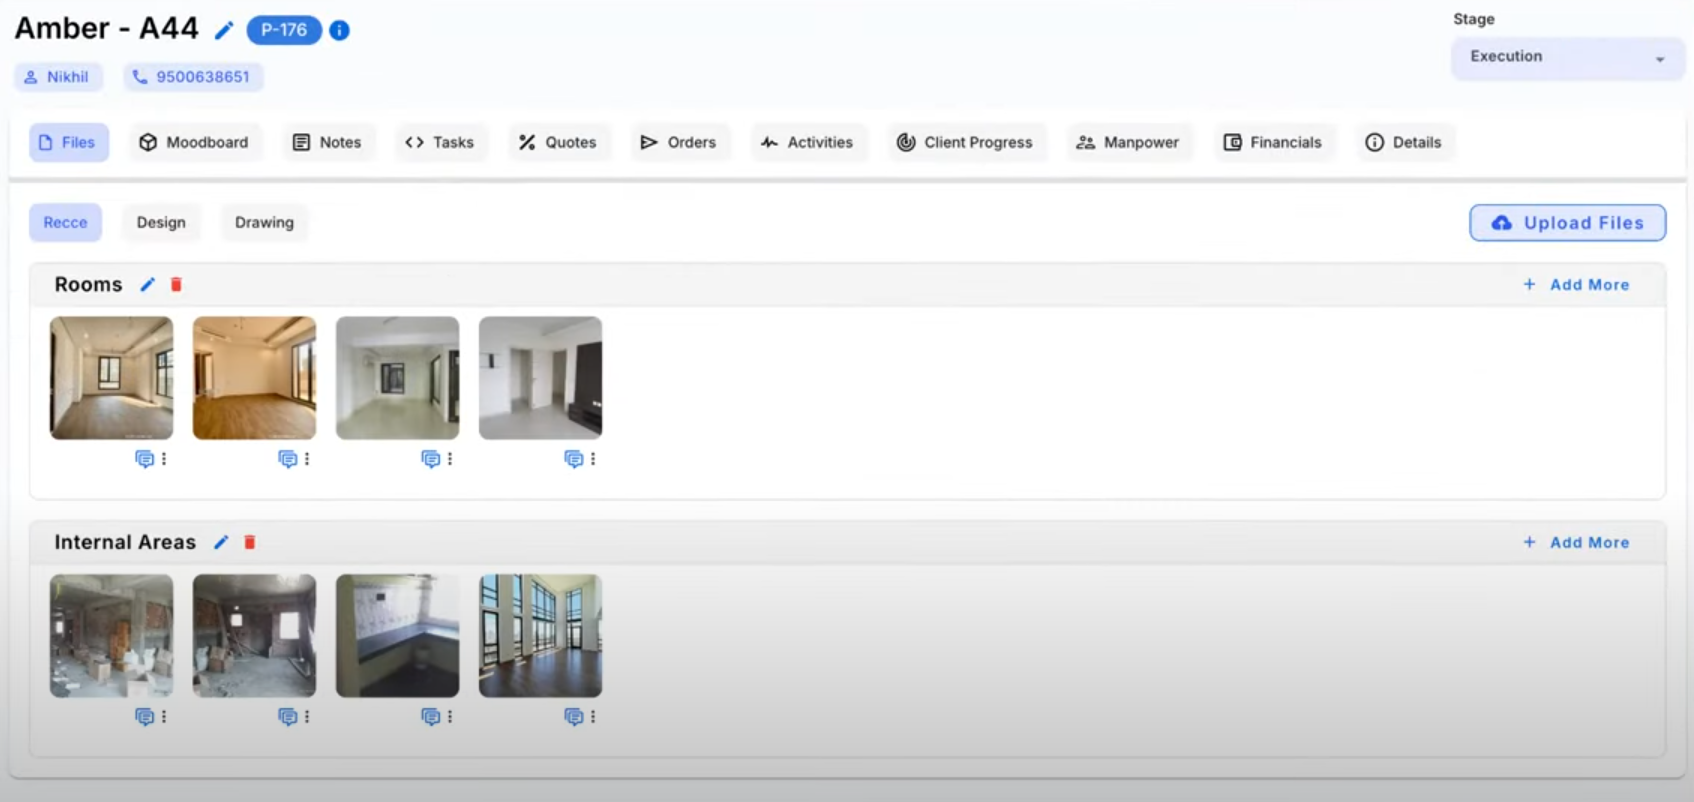 Amber - A44 P-176
Stage
Execution
Nikhil 9500638651
Files Moodboard Notes Tasks Quotes Orders Activities Client Progress Manpower Financials Details
Recce Design Drawing Upload Files
Rooms + Add More
Internal Areas + Add More